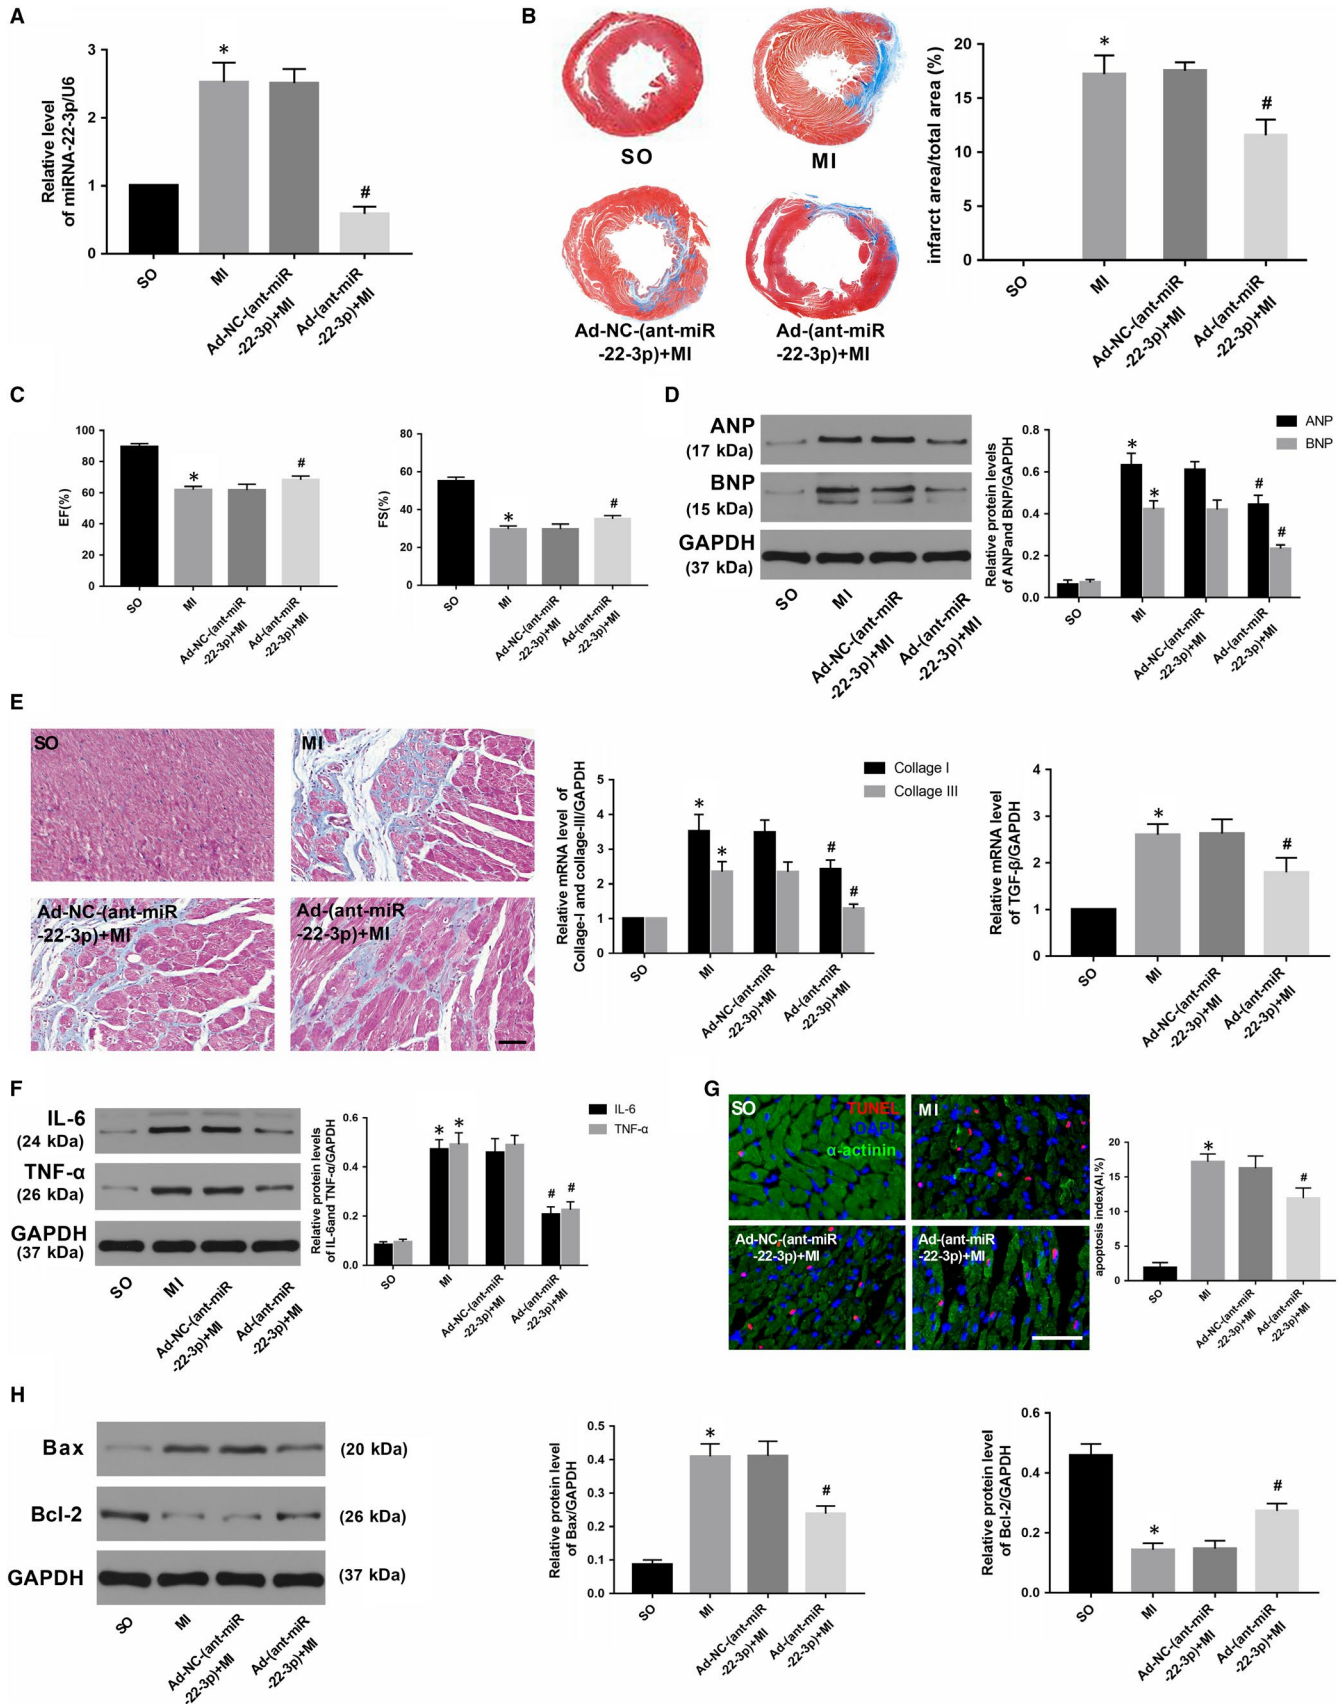 A
Relative level
of miRNA-22-3p/U6
3
2
1
0
*
#
SO
MI
Ad-NC-(ant-miR
-22-3p)+MI
Ad-(ant-miR
-22-3p)+MI
B
SO
MI
Ad-NC-(ant-miR
-22-3p)+MI
Ad-(ant-miR
-22-3p)+MI
infarct area/total area (%)
20
15
10
5
0
*
#
SO
MI
Ad-NC-(ant-miR
-22-3p)+MI
Ad-(ant-miR
-22-3p)+MI
C
EF(%)
100
80
60
40
20
0
*
#
SO
MI
Ad-NC-(ant-miR
-22-3p)+MI
Ad-(ant-miR
-22-3p)+MI
FS(%)
80
60
40
20
0
*
#
SO
MI
Ad-NC-(ant-miR
-22-3p)+MI
Ad-(ant-miR
-22-3p)+MI
D
ANP
(17 kDa)
BNP
(15 kDa)
GAPDH
(37 kDa)
SO
MI
Ad-NC-(ant-miR
-22-3p)+MI
Ad-(ant-miR
-22-3p)+MI
Relative protein levels
of ANPand BNP/GAPDH
0.8
0.6
0.4
0.2
0.0
ANP
BNP
*
*
#
#
SO
MI
Ad-NC-(ant-miR
-22-3p)+MI
Ad-(ant-miR
-22-3p)+MI
E
SO
MI
Ad-NC-(ant-miR
-22-3p)+MI
Ad-(ant-miR
-22-3p)+MI
Relative mRNA level of
Collage-I and collage-III/GAPDH
5
4
3
2
1
0
Collage I
Collage III
*
*
#
#
SO
MI
Ad-NC-(ant-miR
-22-3p)+MI
Ad-(ant-miR
-22-3p)+MI
Relative mRNA level
of TGF-β/GAPDH
4
3
2
1
0
*
#
SO
MI
Ad-NC-(ant-miR
-22-3p)+MI
Ad-(ant-miR
-22-3p)+MI
F
IL-6
(24 kDa)
TNF-α
(26 kDa)
GAPDH
(37 kDa)
SO
MI
Ad-NC-(ant-miR
-22-3p)+MI
Ad-(ant-miR
-22-3p)+MI
Relative protein levels
of IL-6and TNF-α/GAPDH
0.6
0.4
0.2
0.0
IL-6
TNF-α
*
*
#
#
SO
MI
Ad-NC-(ant-miR
-22-3p)+MI
Ad-(ant-miR
-22-3p)+MI
G
SO
TUNEL
DAPI
α-actinin
MI
Ad-NC-(ant-miR
-22-3p)+MI
Ad-(ant-miR
-22-3p)+MI
apoptosis index(AI,%)
20
15
10
5
0
*
#
SO
MI
Ad-NC-(ant-miR
-22-3p)+MI
Ad-(ant-miR
-22-3p)+MI
H
Bax
(20 kDa)
Bcl-2
(26 kDa)
GAPDH
(37 kDa)
SO
MI
Ad-NC-(ant-miR
-22-3p)+MI
Ad-(ant-miR
-22-3p)+MI
Relative protein level
of Bax/GAPDH
0.5
0.4
0.3
0.2
0.1
0.0
*
#
SO
MI
Ad-NC-(ant-miR
-22-3p)+MI
Ad-(ant-miR
-22-3p)+MI
Relative protein level
of Bcl-2/GAPDH
0.6
0.4
0.2
0.0
*
#
SO
MI
Ad-NC-(ant-miR
-22-3p)+MI
Ad-(ant-miR
-22-3p)+MI